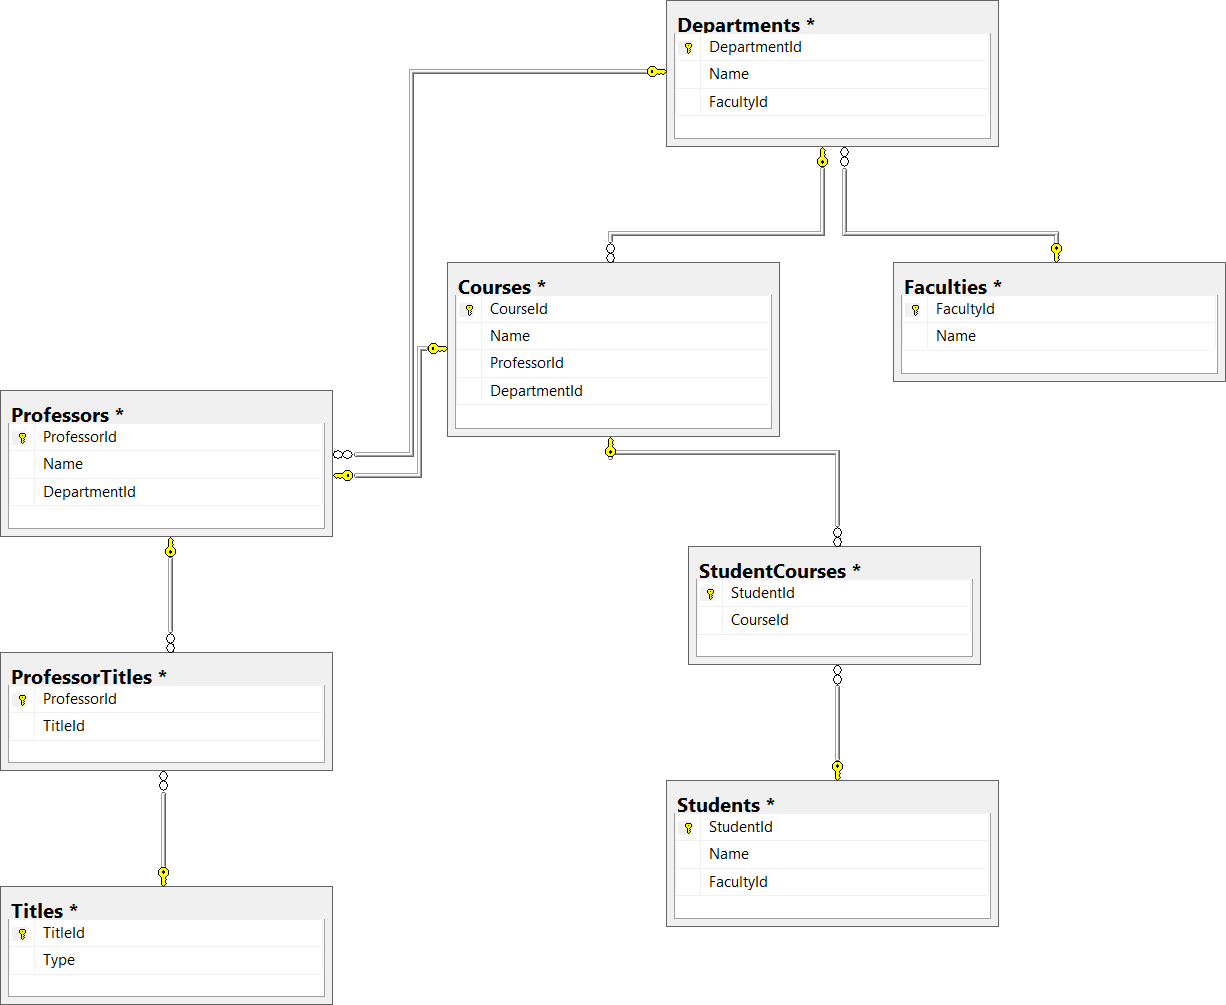 Departments *
DepartmentId
Name
FacultyId
Courses *
CourseId
Name
ProfessorId
DepartmentId
Faculties *
FacultyId
Name
Professors *
ProfessorId
Name
DepartmentId
StudentCourses *
StudentId
CourseId
ProfessorTitles *
ProfessorId
TitleId
Students *
StudentId
Name
FacultyId
Titles *
TitleId
Type